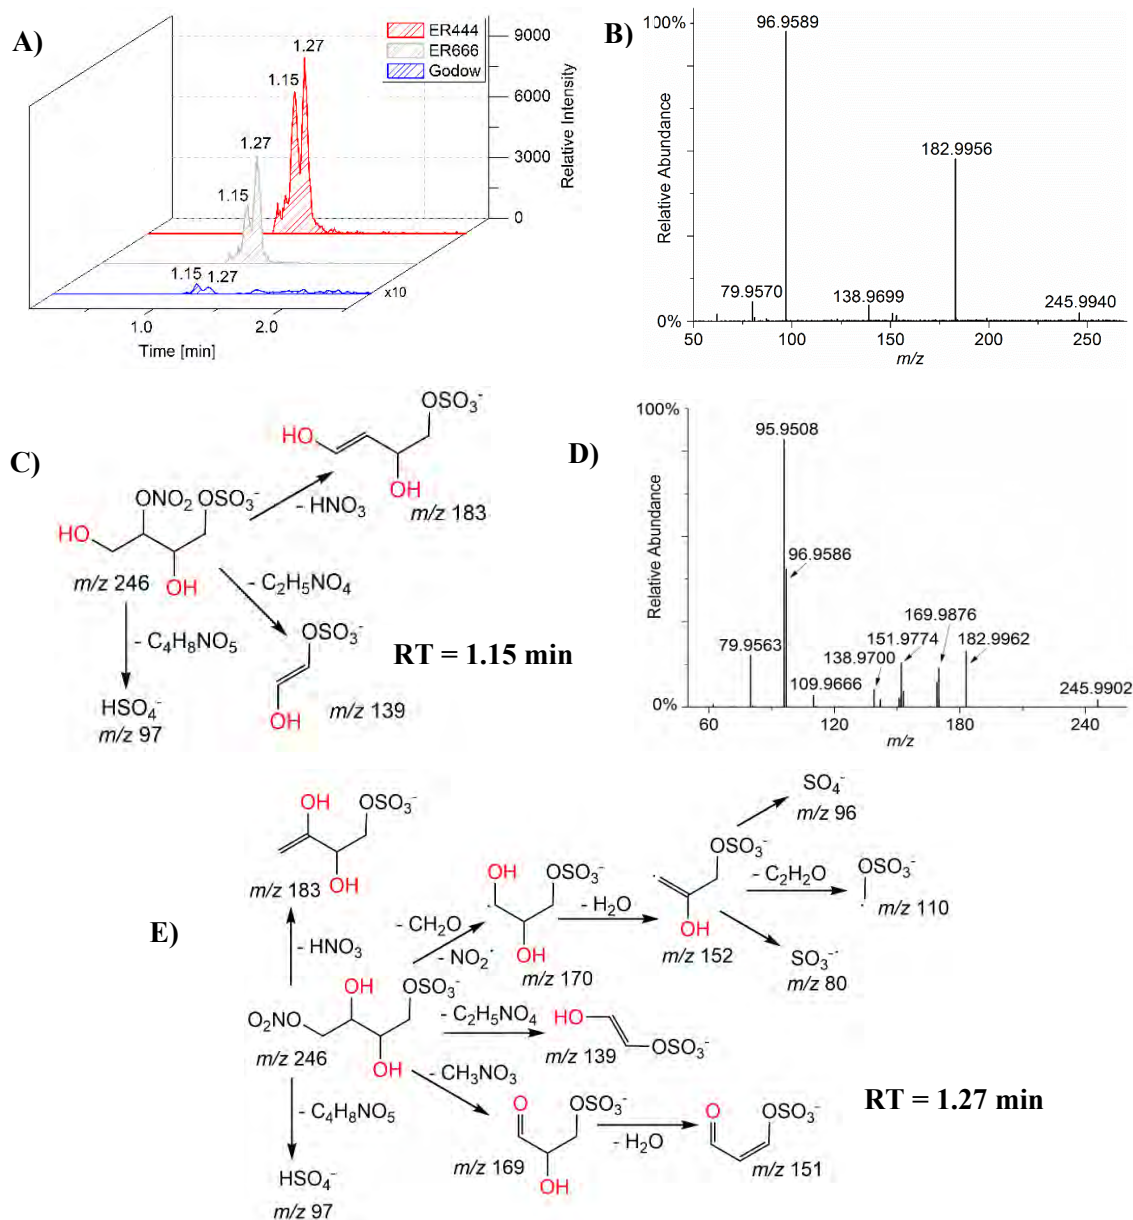 A)
ER444
ER666
Godow
9000
6000
3000
0
Relative Intensity
1.27
1.15
1.27
1.15
1.15
1.27
x10
1.0
2.0
Time [min]
B)
100%
96.9589
182.9956
79.9570
138.9699
245.9940
0%
50
100
150
200
250
Relative Abundance
m/z
C)
OSO₃⁻
HO
OH
m/z 183
- HNO₃
ONO₂ OSO₃⁻
HO
OH
m/z 246
- C₂H₅NO₄
- C₄H₈NO₅
OSO₃⁻
OH
m/z 139
HSO₄⁻
m/z 97
RT = 1.15 min
D)
100%
95.9508
96.9586
169.9876
151.9774
182.9962
79.9563
138.9700
109.9666
245.9902
0%
60
120
180
240
Relative Abundance
m/z
E)
OH
OSO₃⁻
OH
m/z 183
- HNO₃
OH
OSO₃⁻
O₂NO
OH
m/z 246
- CH₂O
- NO₂˙
OH
OSO₃⁻
OH
m/z 170
- H₂O
OSO₃⁻
OH
m/z 152
SO₄⁻
m/z 96
- C₂H₂O
OSO₃⁻
m/z 110
SO₃⁻˙
m/z 80
- C₂H₅NO₄
HO
OSO₃⁻
m/z 139
- CH₃NO₃
O
OSO₃⁻
OH
m/z 169
- H₂O
O
OSO₃⁻
m/z 151
- C₄H₈NO₅
HSO₄⁻
m/z 97
RT = 1.27 min